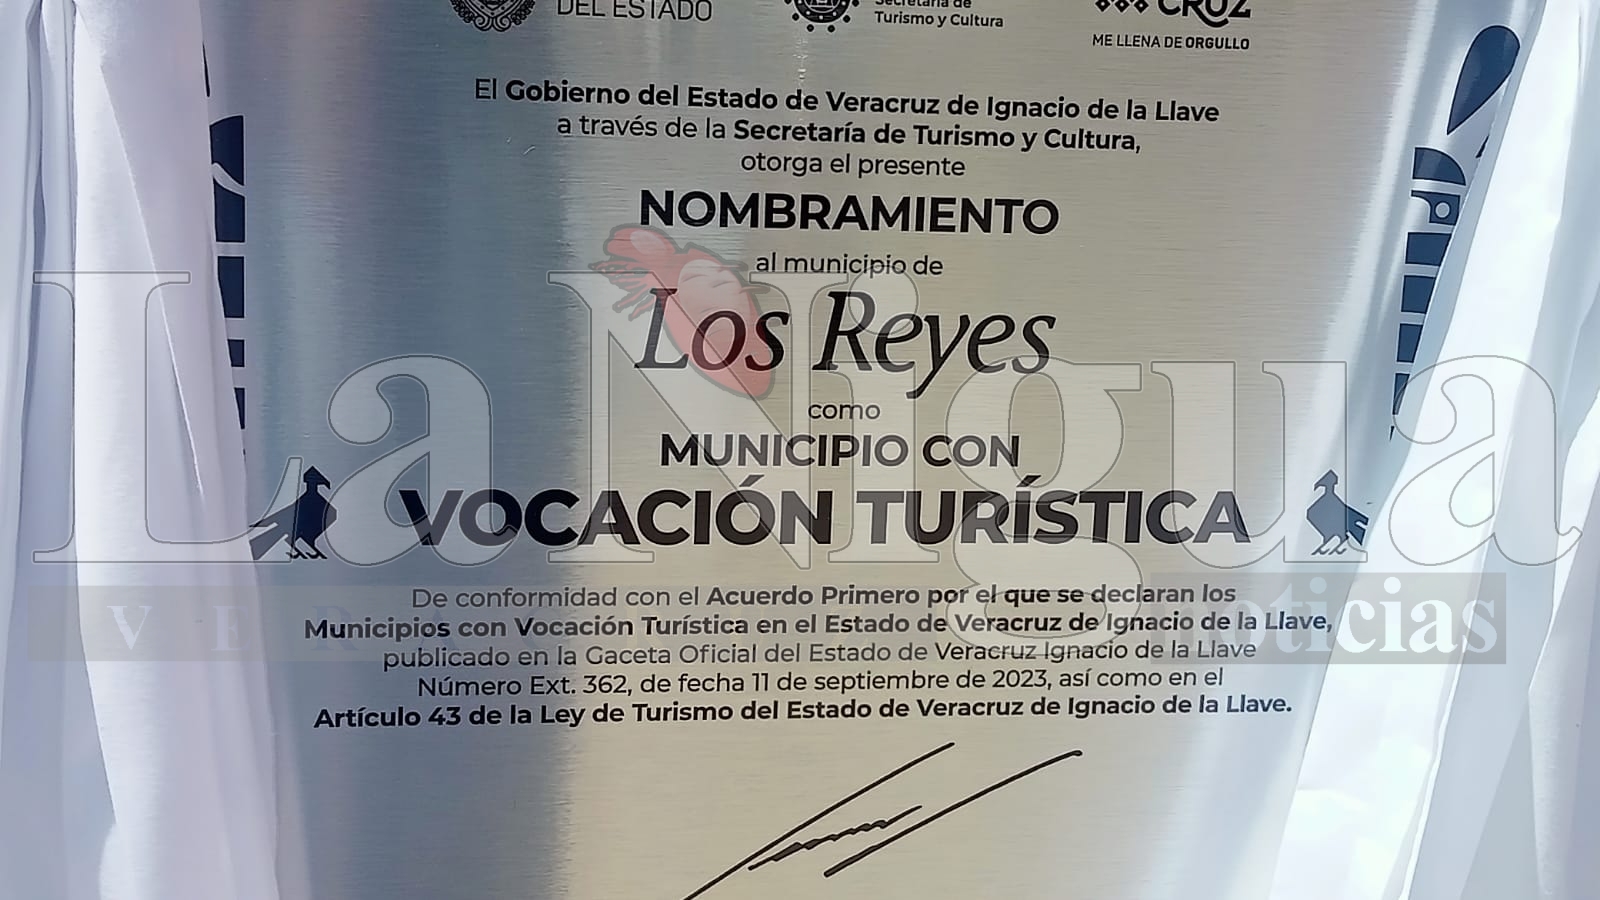 DEL ESTADO
Secretaría de
Turismo y Cultura
CRUZ
ME LLENA DE ORGULLO
El Gobierno del Estado de Veracruz de Ignacio de la Llave
a través de la Secretaría de Turismo y Cultura,
otorga el presente
NOMBRAMIENTO
al municipio de
Los Reyes
como
MUNICIPIO CON
VOCACIÓN TURÍSTICA
De conformidad con el Acuerdo Primero por el que se declaran los
Municipios con Vocación Turística en el Estado de Veracruz de Ignacio de la Llave,
publicado en la Gaceta Oficial del Estado de Veracruz Ignacio de la Llave
Número Ext. 362, de fecha 11 de septiembre de 2023, así como en el
Artículo 43 de la Ley de Turismo del Estado de Veracruz de Ignacio de la Llave.
LaNigua
VERACRUZ noticias